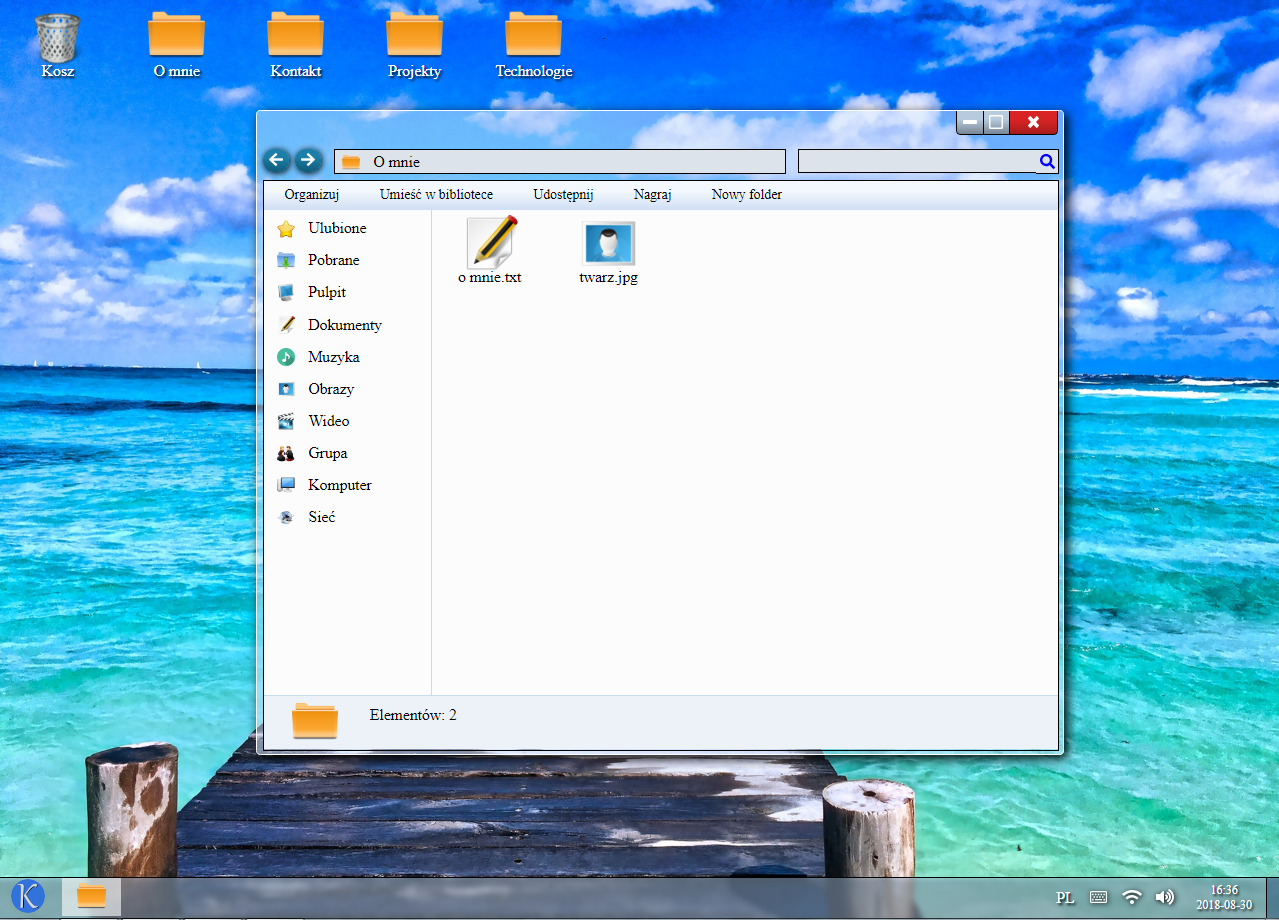 Kosz
O mnie
Kontakt
Projekty
Technologie
O mnie
Organizuj
Umieść w bibliotece
Udostępnij
Nagraj
Nowy folder
Ulubione
Pobrane
Pulpit
Dokumenty
Muzyka
Obrazy
Wideo
Grupa
Komputer
Sieć
o mnie.txt
twarz.jpg
Elementów: 2
K
PL
16:36
2018-08-30